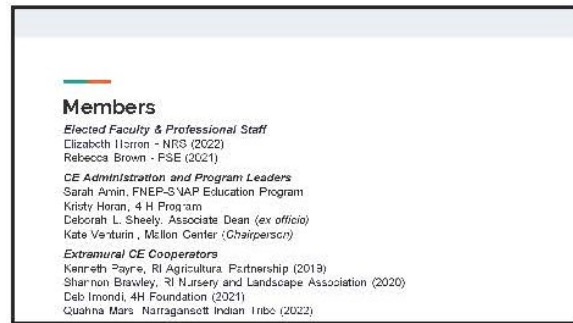 Members
Elected Faculty & Professional Staff
Elizabeth Herron - NRS (2022)
Rebecca Brown - PSE (2021)
CE Administration and Program Leaders
Sarah Amin, FNEP-SNAP Education Program
Kristy Horan, 4 H Program
Deborah L. Sheely, Associate Dean (ex officio)
Kate Venturini, Mallon Center (Chairperson)
Extramural CE Cooperators
Kenneth Payne, RI Agricultural Partnership (2019)
Shannon Brawley, RI Nursery and Landscape Association (2020)
Deb Imondi, 4H Foundation (2021)
Quahna Mars, Narragansett Indian Tribe (2022)